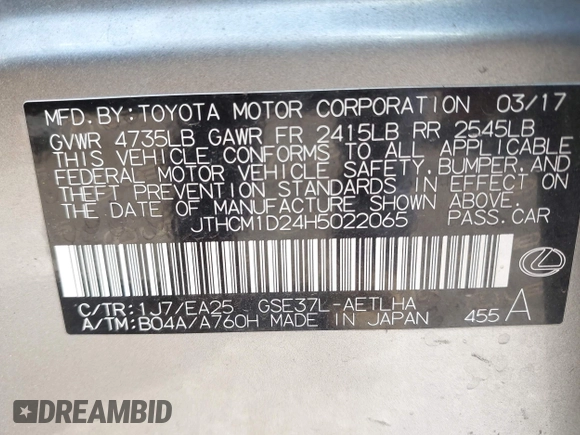 MFD.BY:TOYOTA MOTOR CORPORATION 03/17
GVWR 4735LB GAWR FR 2415LB RR 2545LB
THIS VEHICLE CONFORMS TO ALL APPLICABLE
FEDERAL MOTOR VEHICLE SAFETY,BUMPER,AND
THEFT PREVENTION STANDARDS IN EFFECT ON
THE DATE OF MANUFACTURE SHOWN ABOVE.
JTHCM1D24H5022065 PASS.CAR
C/TR:1J7/EA25 GSE37L-AETLHA
A/TM:B04A/A760H MADE IN JAPAN 455 A
DREAMBID